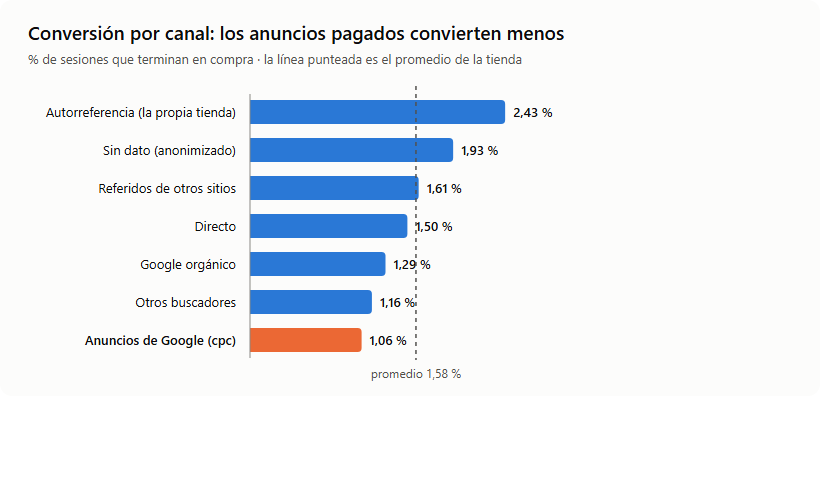 Conversión por canal: los anuncios pagados convierten menos
% de sesiones que terminan en compra · la línea punteada es el promedio de la tienda
Autorreferencia (la propia tienda) 2,43 %
Sin dato (anonimizado) 1,93 %
Referidos de otros sitios 1,61 %
Directo 1,50 %
Google orgánico 1,29 %
Otros buscadores 1,16 %
Anuncios de Google (cpc) 1,06 %
promedio 1,58 %